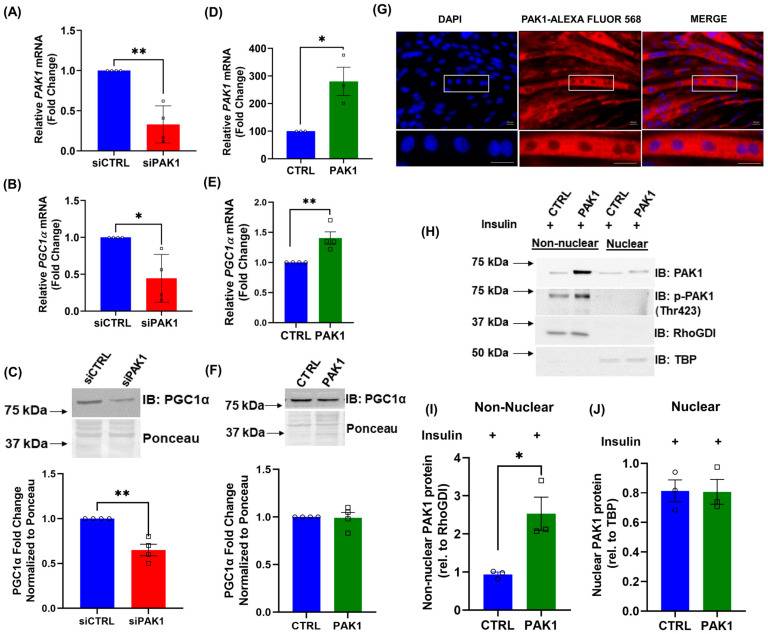 (A)
Relative PAK1 mRNA
(Fold Change)
1.5
1.0
0.5
0.0
**
siCTRL siPAK1
(B)
Relative PGC1α mRNA
(Fold Change)
1.5
1.0
0.5
0.0
*
siCTRL siPAK1
(C)
siCTRL siPAK1
IB: PGC1α
75 kDa
37 kDa
Ponceau
PGC1α Fold Change
Normalized to Ponceau
1.5
1.0
0.5
0.0
**
siCTRL siPAK1
(D)
Relative PAK1 mRNA
(Fold Change)
400
300
200
100
0
*
CTRL PAK1
(E)
Relative PGC1α mRNA
(Fold Change)
2.0
1.5
1.0
0.5
0.0
**
CTRL PAK1
(F)
CTRL PAK1
IB: PGC1α
75 kDa
37 kDa
Ponceau
PGC1α Fold Change
Normalized to Ponceau
1.5
1.0
0.5
0.0
CTRL PAK1
(G)
DAPI PAK1-ALEXA FLUOR 568 MERGE
(H)
CTRL PAK1 CTRL PAK1
Insulin + + + +
Non-nuclear Nuclear
75 kDa
IB: PAK1
75 kDa
IB: p-PAK1
(Thr423)
37 kDa
IB: RhoGDI
50 kDa
IB: TBP
(I)
Non-Nuclear
Insulin + +
Non-nuclear PAK1 protein
(rel. to RhoGDI)
4
3
2
1
0
*
CTRL PAK1
(J)
Nuclear
Insulin + +
Nuclear PAK1 protein
(rel. to TBP)
1.0
0.8
0.6
0.4
0.2
0.0
CTRL PAK1